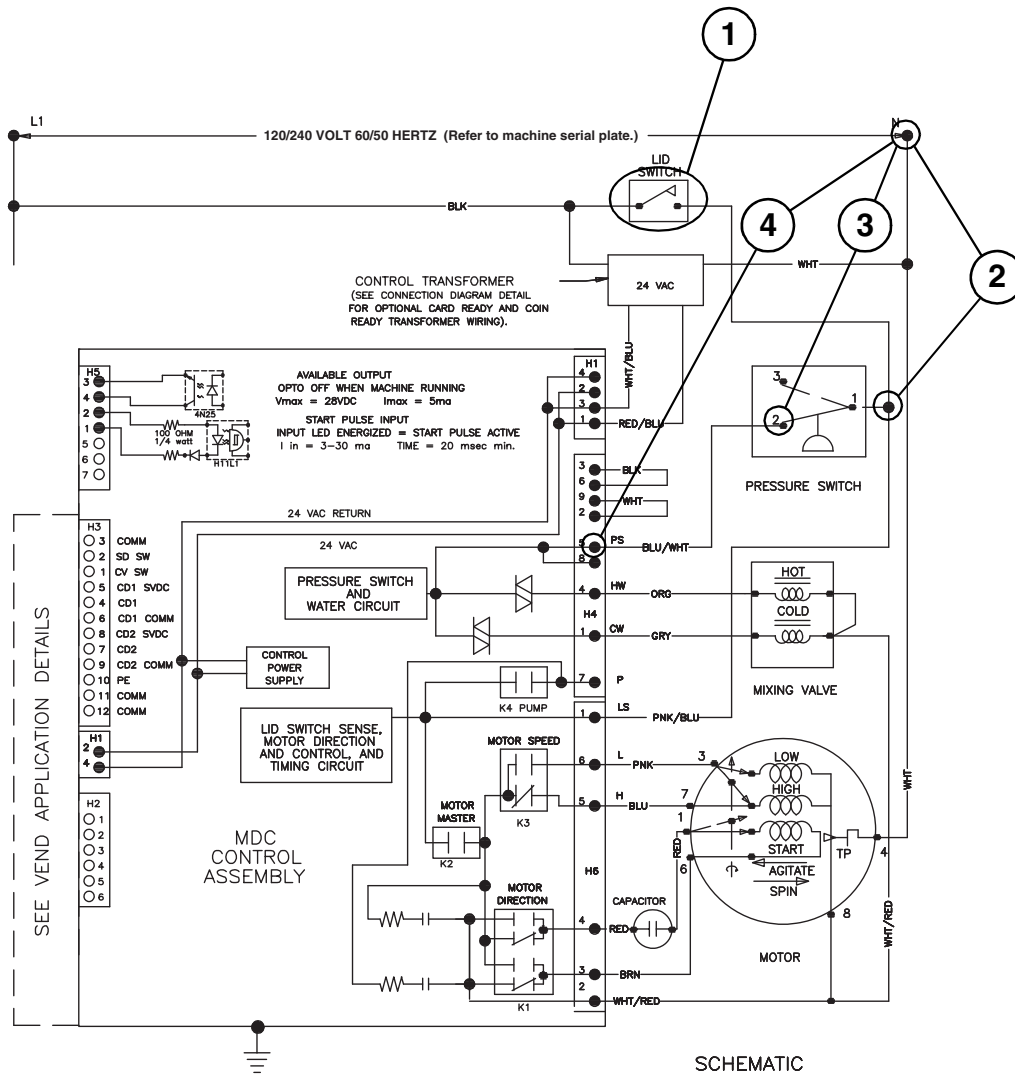 1
L1
N
120/240 VOLT 60/50 HERTZ (Refer to machine serial plate.)
LID
SWITCH
BLK
4
3
2
WHT
CONTROL TRANSFORMER
(SEE CONNECTION DIAGRAM DETAIL
FOR OPTIONAL CARD READY AND COIN
READY TRANSFORMER WIRING).
24 VAC
WHT/BLU
RED/BLU
H5
3
4
2
1
5
6
7
4N25
100 OHM
1/4 watt
H11L1
AVAILABLE OUTPUT
OPTO OFF WHEN MACHINE RUNNING
Vmax = 28VDC Imax = 5ma
START PULSE INPUT
INPUT LED ENERGIZED = START PULSE ACTIVE
I in = 3-30 ma TIME = 20 msec min.
H1
4
2
3
1
3
1
2
PRESSURE SWITCH
3
6
9
2
BLK
WHT
24 VAC RETURN
24 VAC
5
8
PS
BLU/WHT
SEE VEND APPLICATION DETAILS
H3
3 COMM
2 SD SW
1 CV SW
5 CD1 5VDC
4 CD1
6 CD1 COMM
8 CD2 5VDC
7 CD2
9 CD2 COMM
10 PE
11 COMM
12 COMM
PRESSURE SWITCH
AND
WATER CIRCUIT
4
HW
ORG
H4
1
CW
GRY
HOT
COLD
MIXING VALVE
CONTROL
POWER
SUPPLY
7
P
K4 PUMP
LID SWITCH SENSE,
MOTOR DIRECTION
AND CONTROL, AND
TIMING CIRCUIT
1
LS
PNK/BLU
H1
2
4
MOTOR SPEED
K3
6
L
PNK
5
H
BLU
H2
1
2
3
4
5
6
MDC
CONTROL
ASSEMBLY
MOTOR
MASTER
K2
H6
3
7
1
6
RED
LOW
HIGH
START
AGITATE
SPIN
TP
4
8
MOTOR
WHT
WHT/RED
MOTOR
DIRECTION
K1
4
RED
CAPACITOR
3
BRN
2
WHT/RED
SCHEMATIC